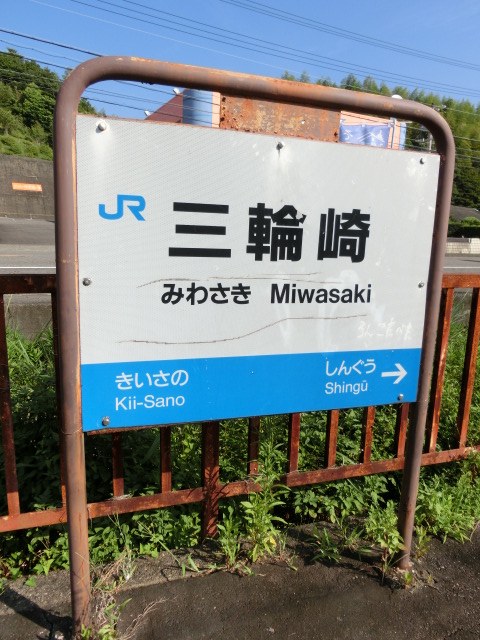 JR
三輪崎
みわさき Miwasaki
きいさの
Kii-Sano
しんぐう →
Shingū